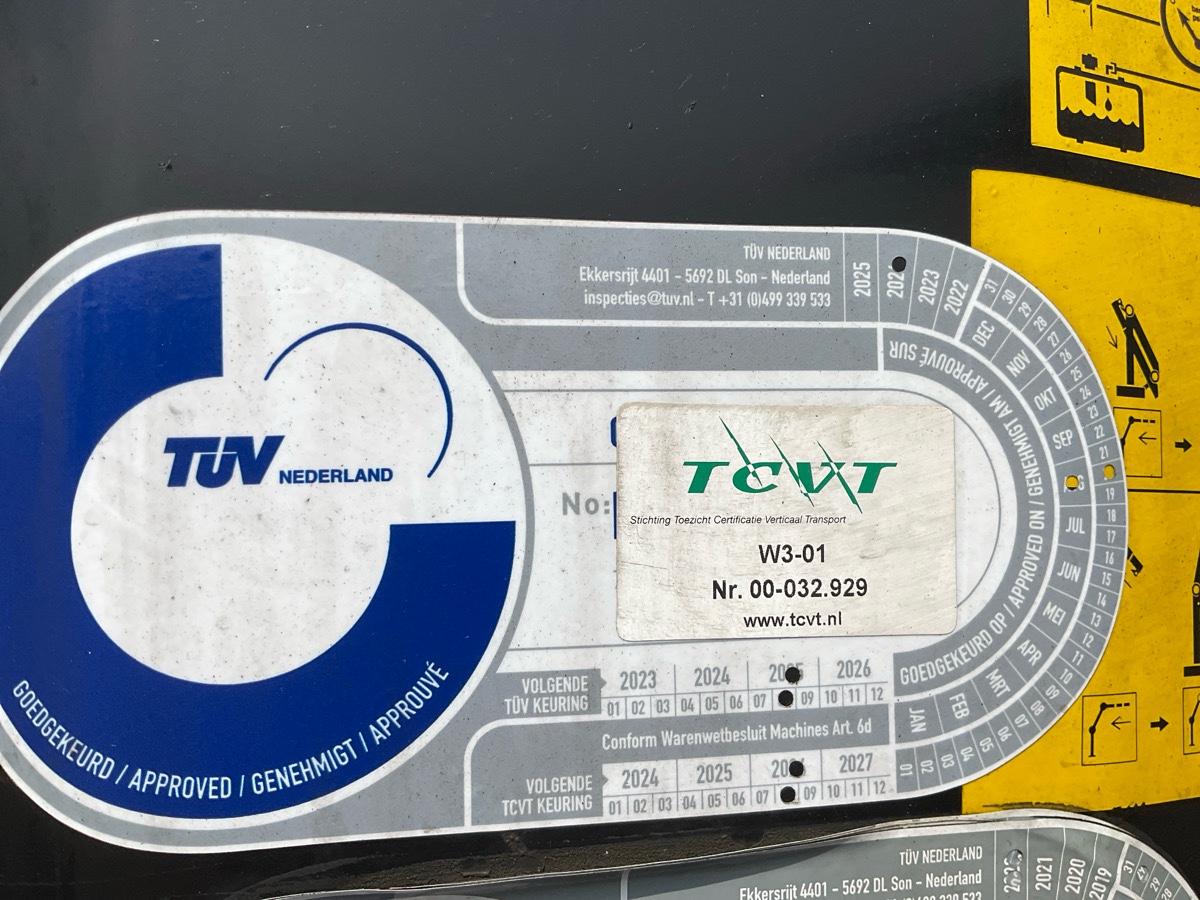 TÜV NEDERLAND
Ekkersrijt 4401 - 5692 DL Son - Nederland
inspecties@tuv.nl - T +31 (0)499 339 533
2025 2023 2022
31 30 29 28 27 26 25 24 23 22 21 19 18 17 16 15 14 13 12 11 10 09 08 07 06 05 04 03 02 01
DEC NOV OKT SEP JUL JUN MEI APR MRT FEB JAN
GOEDGEKEURD OP / APPROVED ON / GENEHMIGT AM / APPROUVÉ SUR
TÜV NEDERLAND
No:
TCVT
Stichting Toezicht Certificatie Verticaal Transport
W3-01
Nr. 00-032.929
www.tcvt.nl
GOEDGEKEURD / APPROVED / GENEHMIGT / APPROUVÉ
VOLGENDE
TÜV KEURING
2023 2024 2025 2026
01 02 03 04 05 06 07 09 10 11 12
Conform Warenwetbesluit Machines Art. 6d
VOLGENDE
TCVT KEURING
2024 2025 2027
01 02 03 04 05 06 07 09 10 11 12
TÜV NEDERLAND
Ekkersrijt 4401 - 5692 DL Son - Nederland
2021 2020 2019
31 29 28